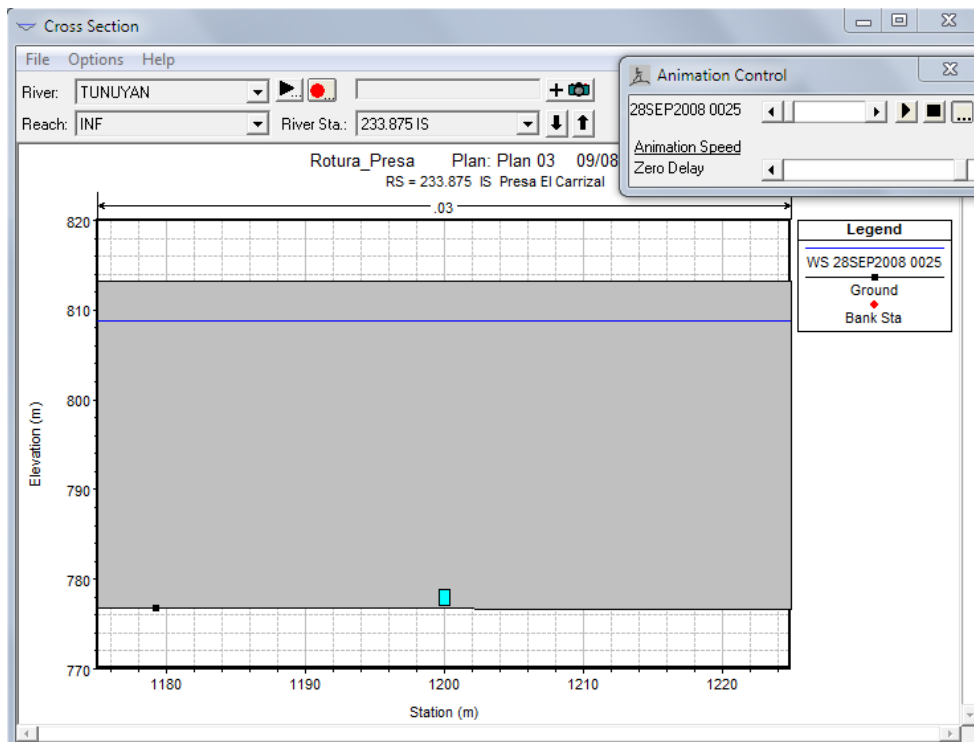 Cross Section
File Options Help
River: TUNUYAN
Reach: INF River Sta.: 233.875 IS
Animation Control
28SEP2008 0025
Animation Speed
Zero Delay
Rotura_Presa Plan: Plan 03 09/08
RS = 233.875 IS Presa El Carrizal
.03
820
810
800
790
780
770
Elevation (m)
1180 1190 1200 1210 1220
Station (m)
Legend
WS 28SEP2008 0025
Ground
Bank Sta